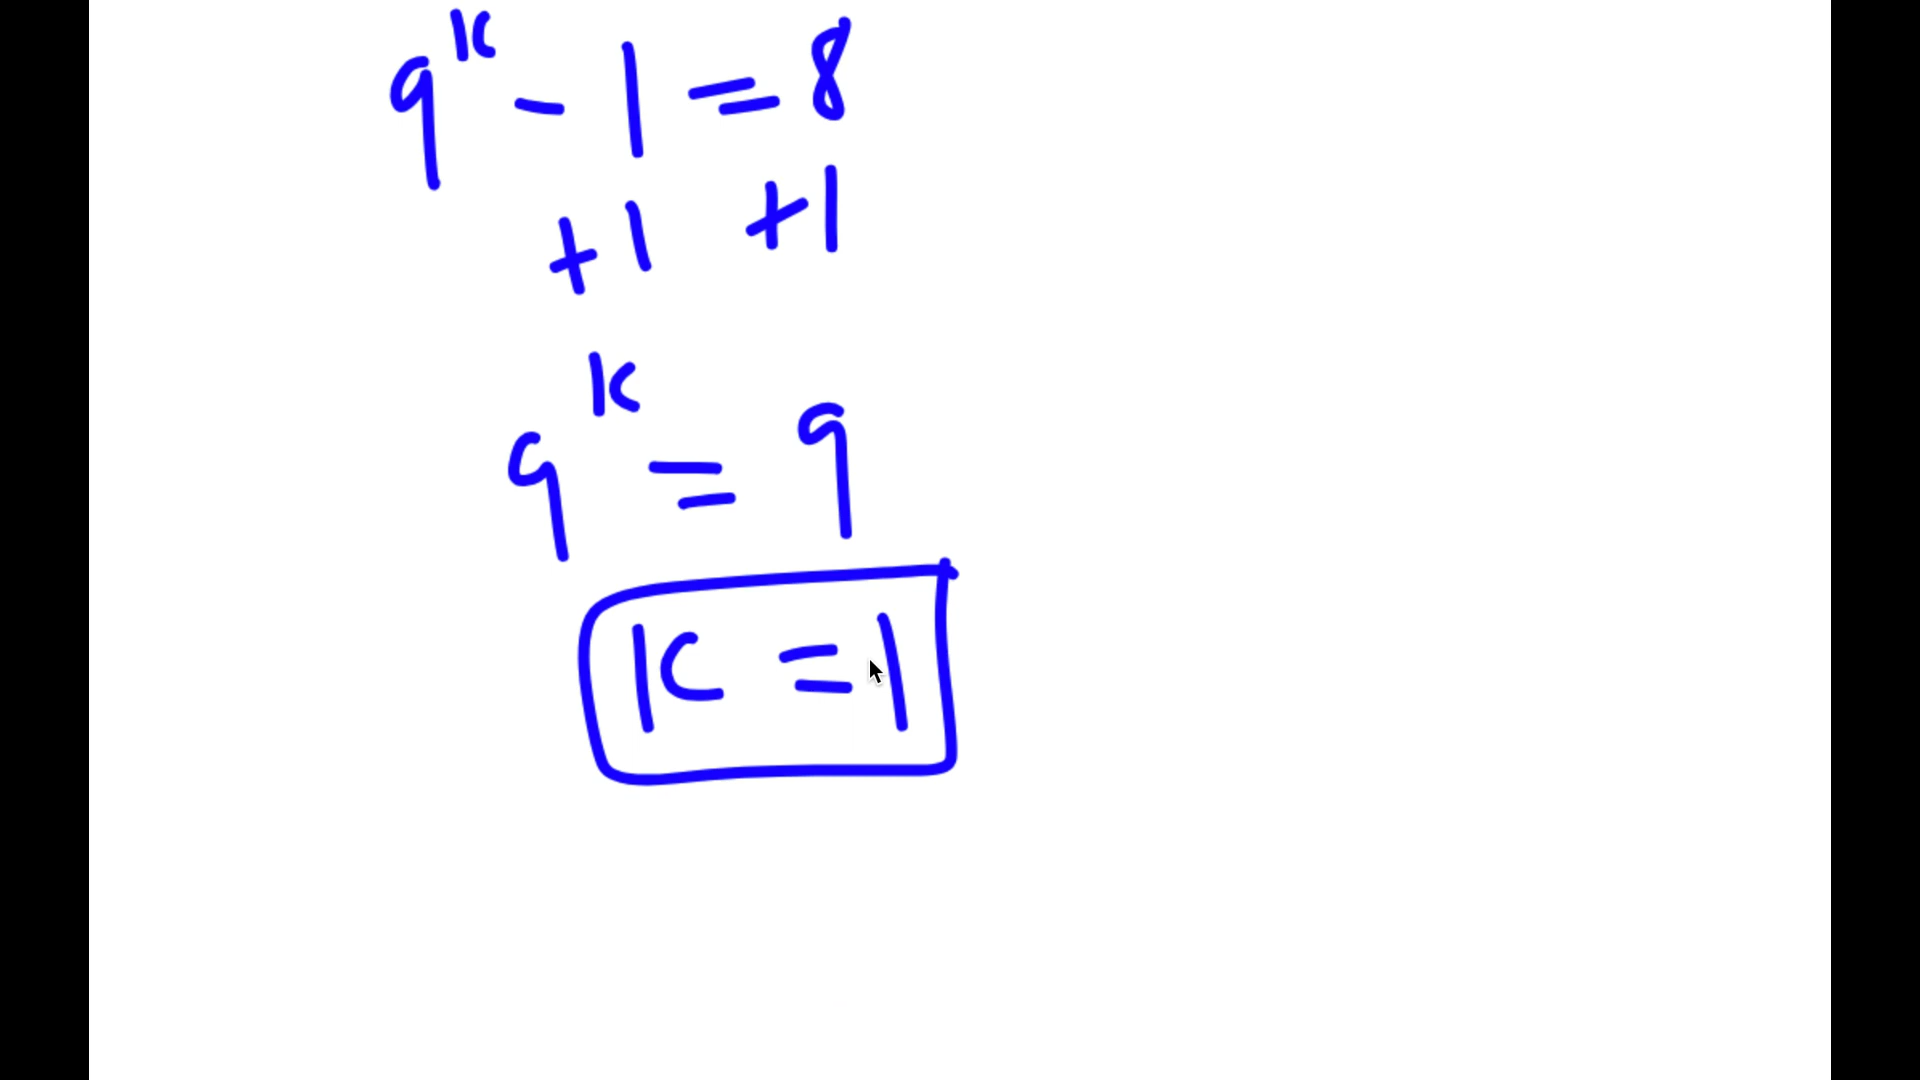 9^k - 1 = 8
+1 +1
9^k = 9
k = 1